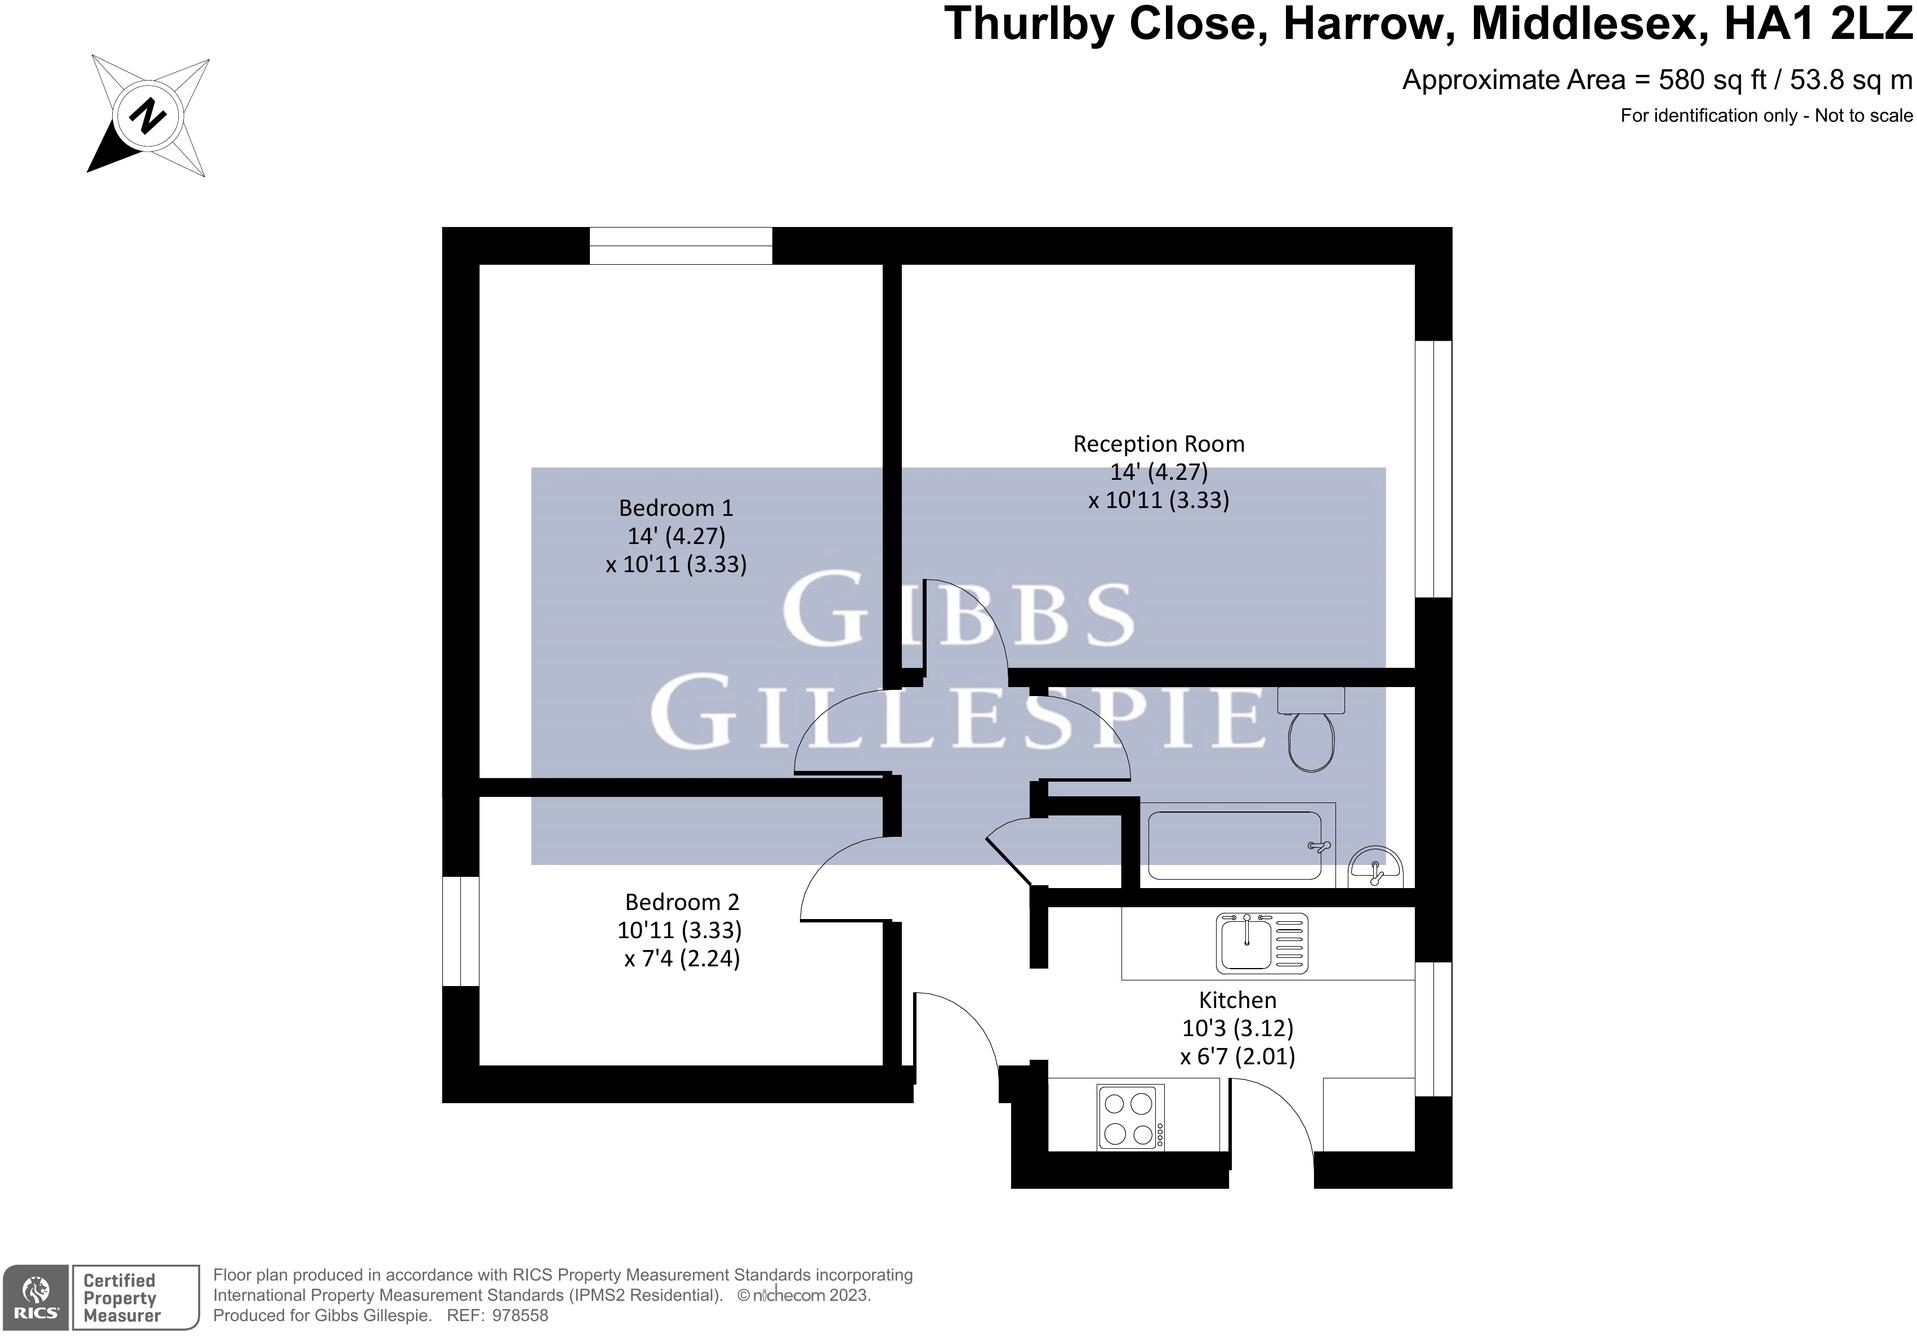 Thurlby Close, Harrow, Middlesex, HA1 2LZ
Approximate Area = 580 sq ft / 53.8 sq m
For identification only - Not to scale
N
Reception Room
14' (4.27)
x 10'11 (3.33)
Bedroom 1
14' (4.27)
x 10'11 (3.33)
GIBBS
GILLESPIE
Bedroom 2
10'11 (3.33)
x 7'4 (2.24)
Kitchen
10'3 (3.12)
x 6'7 (2.01)
RICS
Certified
Property
Measurer
Floor plan produced in accordance with RICS Property Measurement Standards incorporating
International Property Measurement Standards (IPMS2 Residential). © nichecom 2023.
Produced for Gibbs Gillespie. REF: 978558